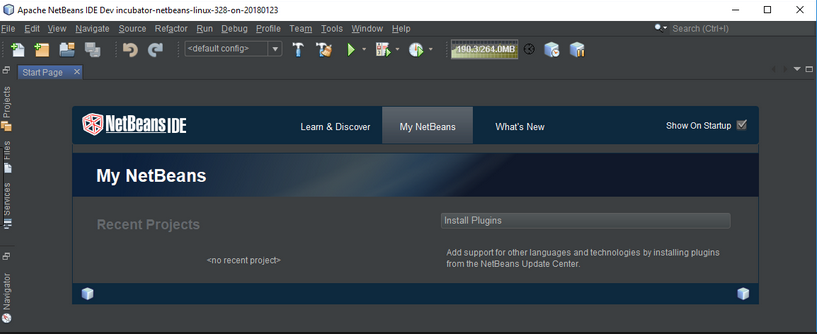 Apache NetBeans IDE Dev incubator-netbeans-linux-328-on-20180123
File Edit View Navigate Source Refactor Run Debug Profile Team Tools Window Help
Search (Ctrl+I)
<default config>
490.3/264.0MB
Start Page
Projects
Files
Services
Navigator
NetBeans IDE
Learn & Discover
My NetBeans
What's New
Show On Startup
My NetBeans
Recent Projects
Install Plugins
<no recent project>
Add support for other languages and technologies by installing plugins
from the NetBeans Update Center.